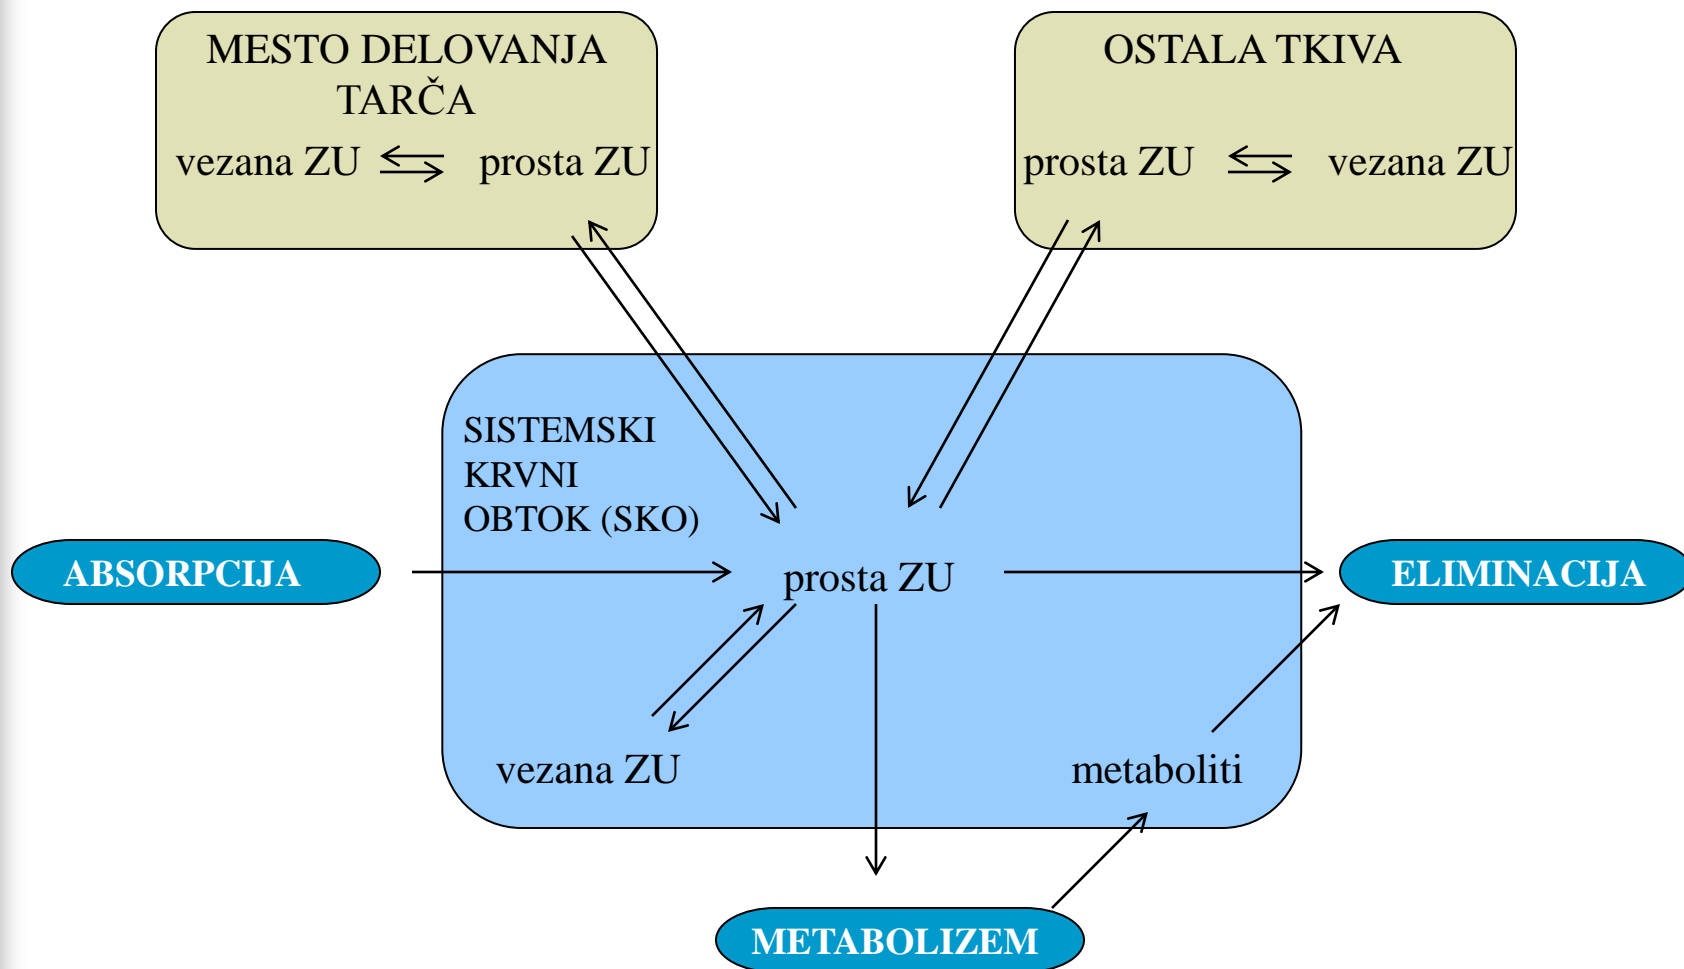 MESTO DELOVANJA
TARČA
vezana ZU
prosta ZU
OSTALA TKIVA
prosta ZU
vezana ZU
SISTEMSKI
KRVNI
OBTOK (SKO)
ABSORPCIJA
prosta ZU
ELIMINACIJA
vezana ZU
metaboliti
METABOLIZEM